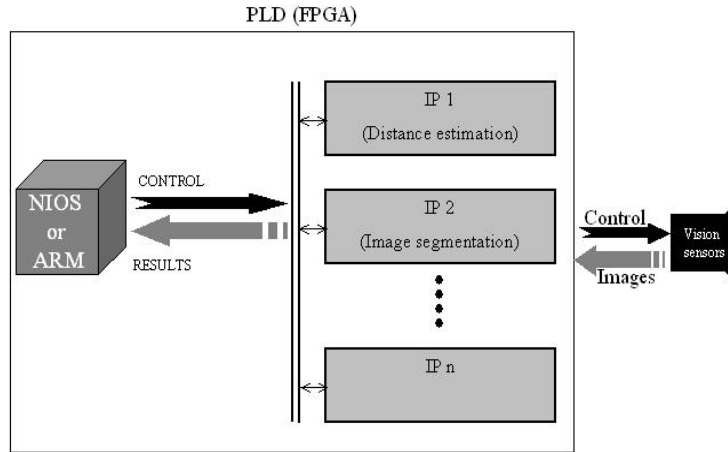 PLD (FPGA)
IP 1
(Distance estimation)
CONTROL
NIOS
or
ARM
RESULTS
IP 2
(Image segmentation)
Control
Images
Vision
sensors
IP n